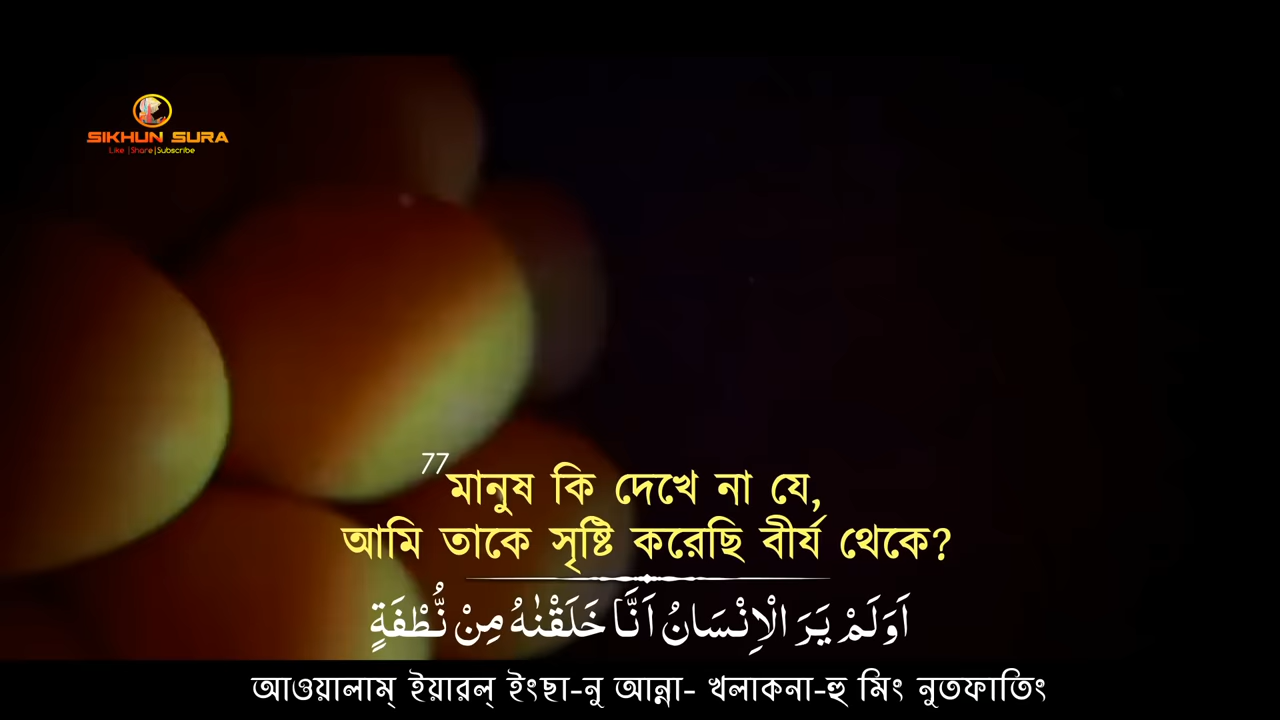 SIKHUN SURA
Like |Share|Subscribe
77 মানুষ কি দেখে না যে,
আমি তাকে সৃষ্টি করেছি বীর্য থেকে?
اَوَلَمْ يَرَ الْاِنْسَانُ اَنَّا خَلَقْنٰهُ مِنْ نُّطْفَةٍ
আওয়ালাম্ ইয়ারল্ ইংছা-নু আন্না- খলাকনা-হু মিং নুতফাতিং